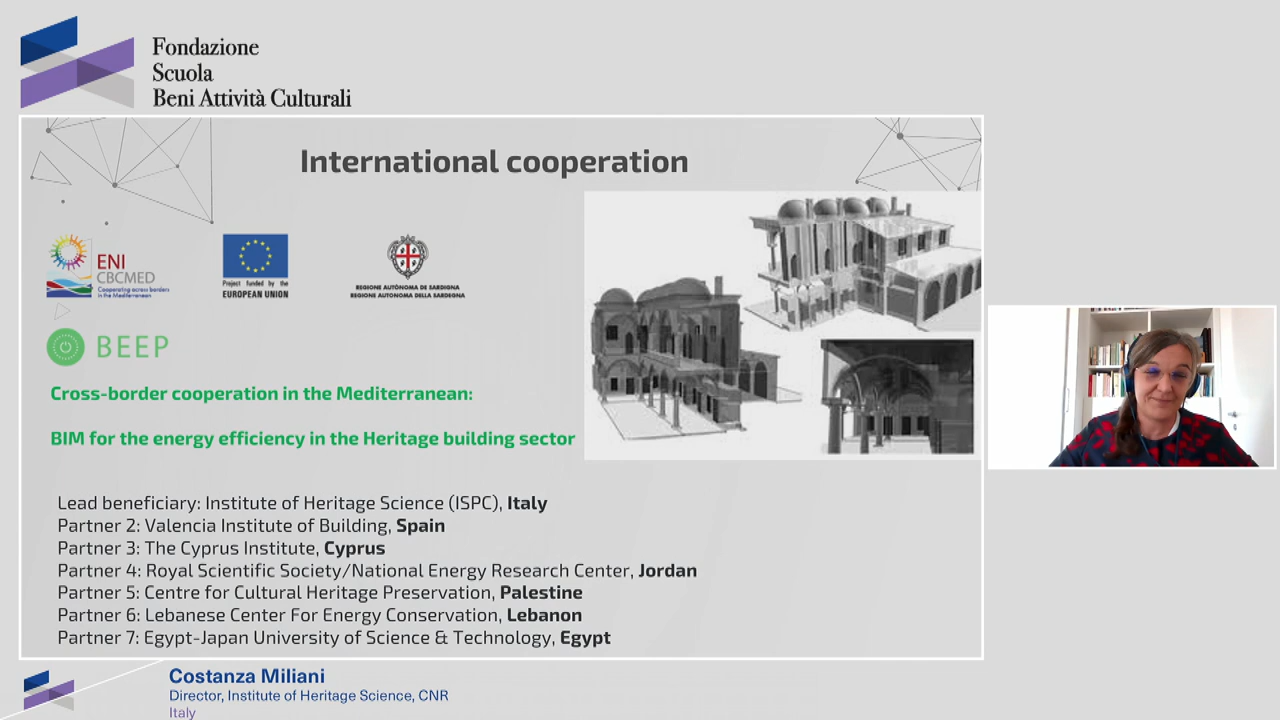 Fondazione
Scuola
Beni Attività Culturali
International cooperation
ENI
CBCMED
Cooperating across borders
in the Mediterranean
Project funded by the
EUROPEAN UNION
REGIONE AUTÒNOMA DE SARDIGNA
REGIONE AUTONOMA DELLA SARDEGNA
BEEP
Cross-border cooperation in the Mediterranean:
BIM for the energy efficiency in the Heritage building sector
Lead beneficiary: Institute of Heritage Science (ISPC), Italy
Partner 2: Valencia Institute of Building, Spain
Partner 3: The Cyprus Institute, Cyprus
Partner 4: Royal Scientific Society/National Energy Research Center, Jordan
Partner 5: Centre for Cultural Heritage Preservation, Palestine
Partner 6: Lebanese Center For Energy Conservation, Lebanon
Partner 7: Egypt-Japan University of Science & Technology, Egypt
Costanza Miliani
Director, Institute of Heritage Science, CNR
Italy